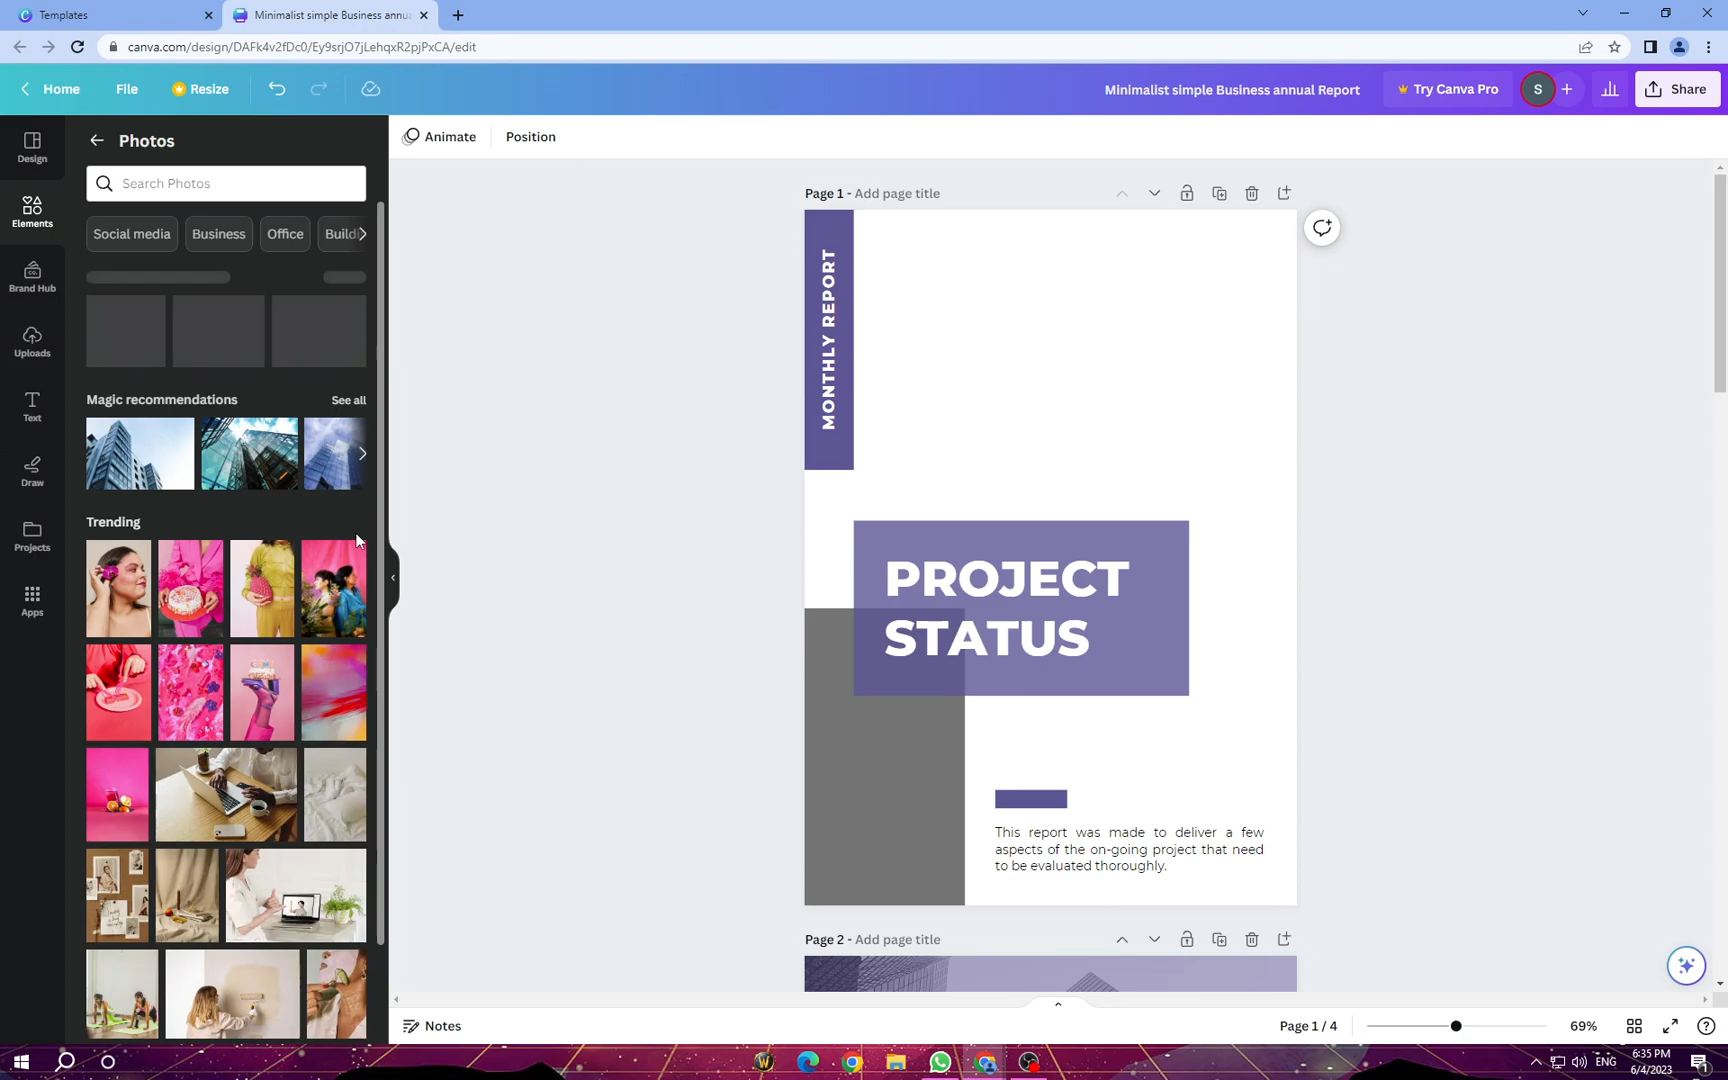 Templates
Minimalist simple Business annua
canva.com/design/DAFk4v2fDc0/Ey9srjO7jLehqxR2pjPxCA/edit
Home
File
Resize
Minimalist simple Business annual Report
Try Canva Pro
S
Share
Design
Elements
Brand Hub
Uploads
Text
Draw
Projects
Apps
Photos
Search Photos
Social media
Business
Office
Build
Magic recommendations
See all
Trending
Animate
Position
Page 1 - Add page title
MONTHLY REPORT
PROJECT
STATUS
This report was made to deliver a few
aspects of the on-going project that need
to be evaluated thoroughly.
Page 2 - Add page title
Notes
Page 1 / 4
69%
ENG
6:35 PM
6/4/2023